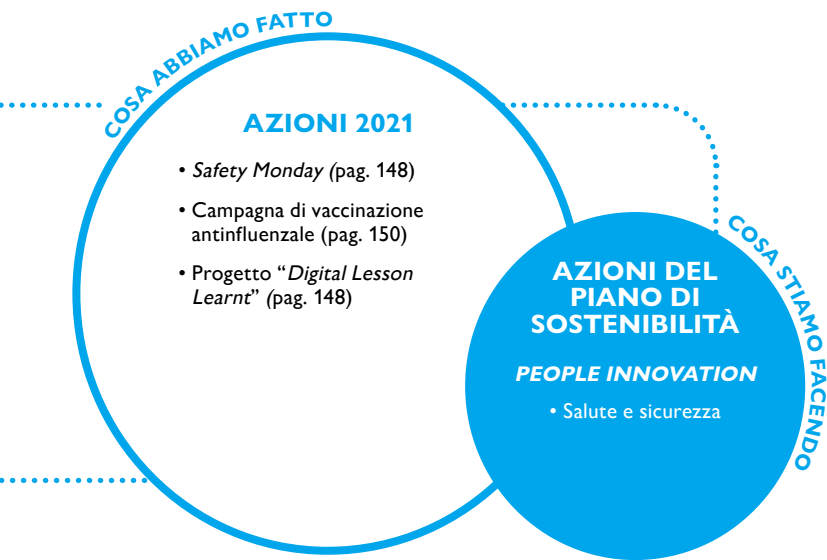 COSA ABBIAMO FATTO
AZIONI 2021
• Safety Monday (pag. 148)
• Campagna di vaccinazione
antinfluenzale (pag. 150)
• Progetto “Digital Lesson
Learnt” (pag. 148)
COSA STIAMO FACENDO
AZIONI DEL
PIANO DI
SOSTENIBILITÀ
PEOPLE INNOVATION
• Salute e sicurezza